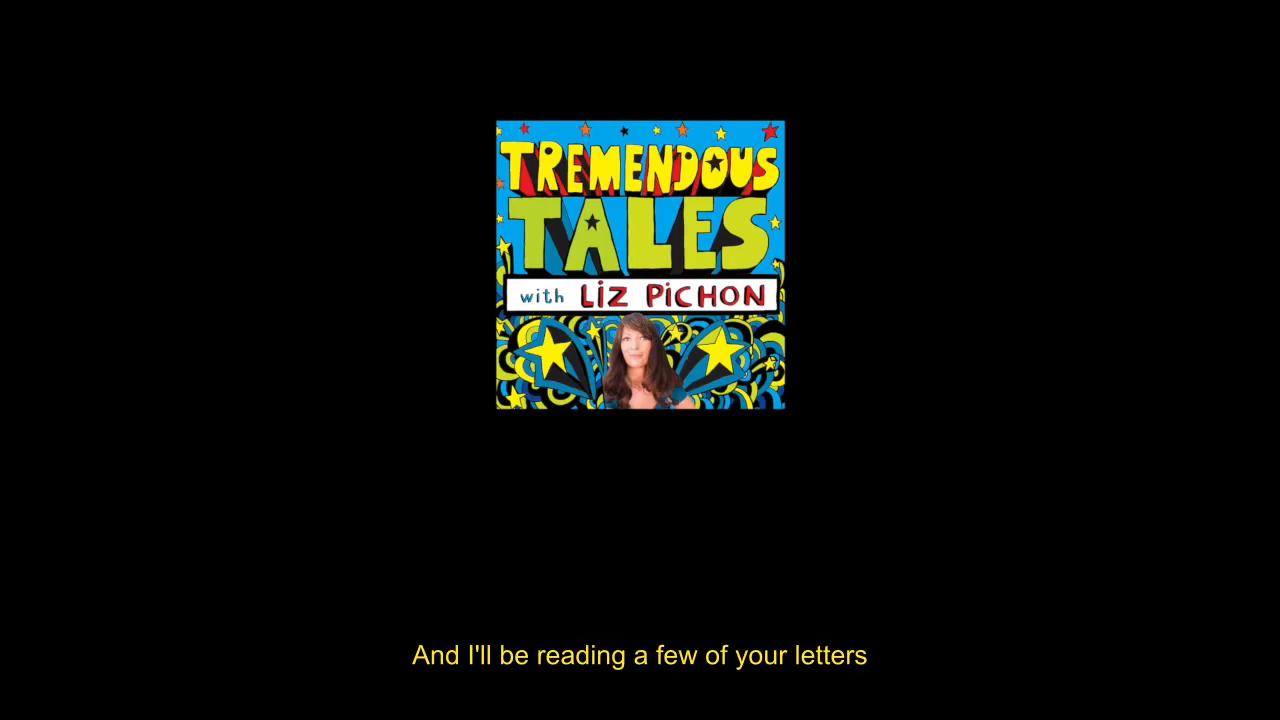 TREMENDOUS
TALES
with LiZ PiCHON
And I'll be reading a few of your letters